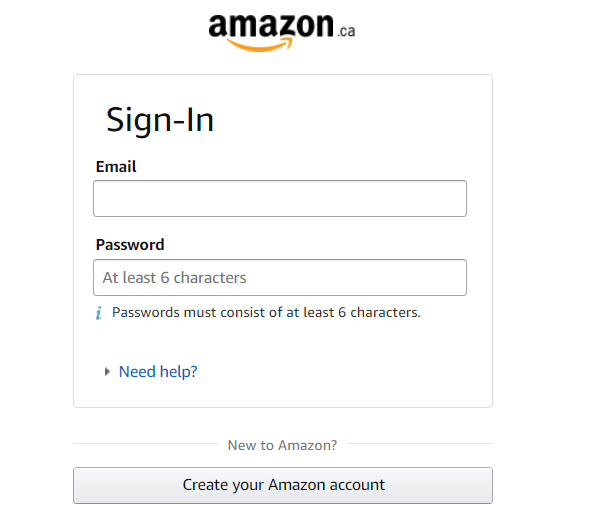 amazon.ca
Sign-In
Email
Password
At least 6 characters
i Passwords must consist of at least 6 characters.
Need help?
New to Amazon?
Create your Amazon account